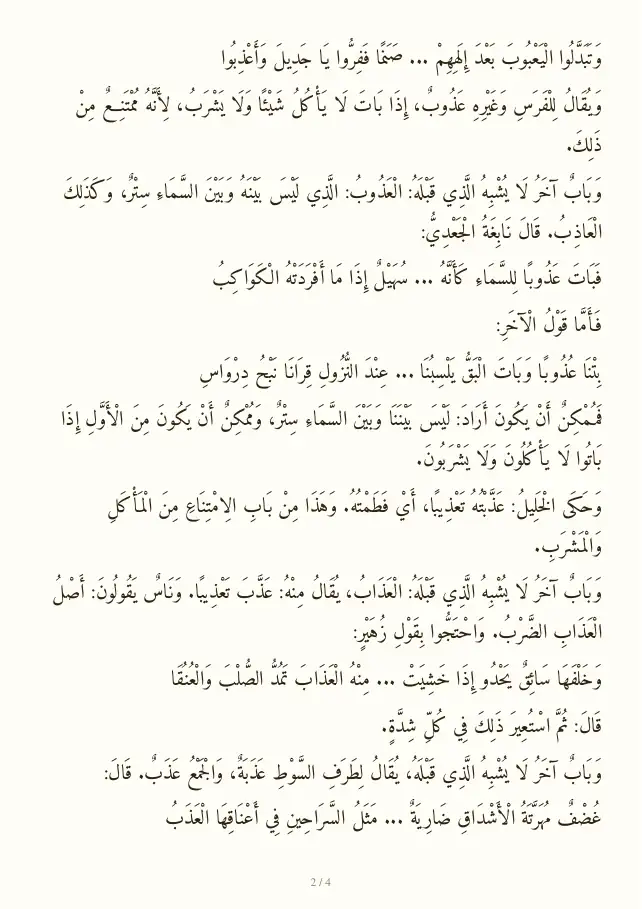 وَتَبَدَّلُوا الْيَعْبُوبَ بَعْدَ إِلَهِهِمْ ... صَنَمًا فَفِرُّوا يَا جَدِيلَ وَأَعْذِبُوا
وَيُقَالُ لِلْفَرَسِ وَغَيْرِهِ عَذُوبٌ، إِذَا بَاتَ لَا يَأْكُلُ شَيْئًا وَلَا يَشْرَبُ، لِأَنَّهُ مُمْتَنِعٌ مِنْ
ذَلِكَ.
وَبَابٌ آخَرُ لَا يُشْبِهُ الَّذِي قَبْلَهُ: الْعَذُوبُ: الَّذِي لَيْسَ بَيْنَهُ وَبَيْنَ السَّمَاءِ سِتْرٌ، وَكَذَلِكَ
الْعَاذِبُ. قَالَ نَابِغَةُ الْجَعْدِيُّ:
فَبَاتَ عَذُوبًا لِلسَّمَاءِ كَأَنَّهُ ... سُهَيْلٌ إِذَا مَا أَفْرَدَتْهُ الْكَوَاكِبُ
فَأَمَّا قَوْلُ الْآخَرِ:
بِتْنَا عُذُوبًا وَبَاتَ الْبَقُّ يَلْسِبُنَا ... عِنْدَ النُّزُولِ قِرَانَا نَبْحُ دِرْوَاسِ
فَمُمْكِنٌ أَنْ يَكُونَ أَرَادَ: لَيْسَ بَيْنَنَا وَبَيْنَ السَّمَاءِ سِتْرٌ، وَمُمْكِنٌ أَنْ يَكُونَ مِنَ الْأَوَّلِ إِذَا
بَاتُوا لَا يَأْكُلُونَ وَلَا يَشْرَبُونَ.
وَحَكَى الْخَلِيلُ: عَذَّبْتُهُ تَعْذِيبًا، أَيْ فَطَمْتُهُ. وَهَذَا مِنْ بَابِ الِامْتِنَاعِ مِنَ الْمَأْكَلِ
وَالْمَشْرَبِ.
وَبَابٌ آخَرُ لَا يُشْبِهُ الَّذِي قَبْلَهُ: الْعَذَابُ، يُقَالُ مِنْهُ: عَذَّبَ تَعْذِيبًا. وَنَاسٌ يَقُولُونَ: أَصْلُ
الْعَذَابِ الضَّرْبُ. وَاحْتَجُّوا بِقَوْلِ زُهَيْرٍ:
وَخَلْفَهَا سَائِقٌ يَحْدُو إِذَا خَشِيَتْ ... مِنْهُ الْعَذَابَ تَمُدُّ الصُّلْبَ وَالْعُنُقَا
قَالَ: ثُمَّ اسْتُعِيرَ ذَلِكَ فِي كُلِّ شِدَّةٍ.
وَبَابٌ آخَرُ لَا يُشْبِهُ الَّذِي قَبْلَهُ، يُقَالُ لِطَرَفِ السَّوْطِ عَذَبَةٌ، وَالْجَمْعُ عَذَبٌ. قَالَ:
غُضْفٌ مُهَرَّتَةُ الْأَشْدَاقِ ضَارِيَةٌ ... مَثَلُ السَّرَاحِينِ فِي أَعْنَاقِهَا الْعَذَبُ
2 / 4